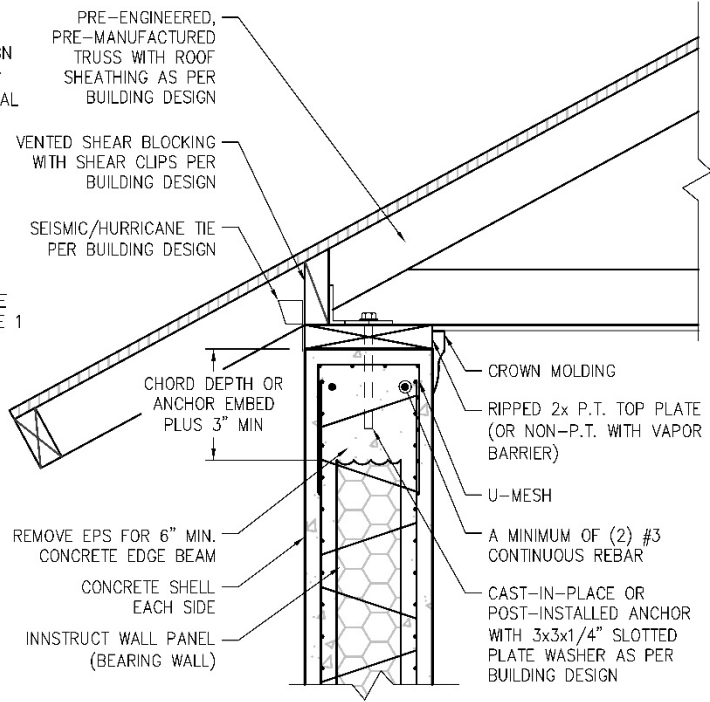 PRE-ENGINEERED,
PRE-MANUFACTURED
TRUSS WITH ROOF
SHEATHING AS PER
BUILDING DESIGN
VENTED SHEAR BLOCKING
WITH SHEAR CLIPS PER
BUILDING DESIGN
SEISMIC/HURRICANE TIE
PER BUILDING DESIGN
1
CHORD DEPTH OR
ANCHOR EMBED
PLUS 3" MIN
REMOVE EPS FOR 6" MIN.
CONCRETE EDGE BEAM
CONCRETE SHELL
EACH SIDE
INNSTRUCT WALL PANEL
(BEARING WALL)
CROWN MOLDING
RIPPED 2x P.T. TOP PLATE
(OR NON-P.T. WITH VAPOR
BARRIER)
U-MESH
A MINIMUM OF (2) #3
CONTINUOUS REBAR
CAST-IN-PLACE OR
POST-INSTALLED ANCHOR
WITH 3x3x1/4" SLOTTED
PLATE WASHER AS PER
BUILDING DESIGN